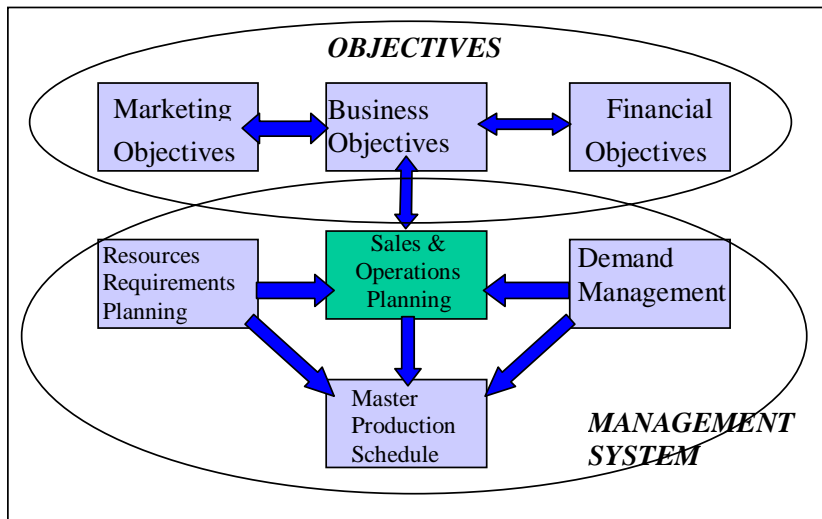 OBJECTIVES
Marketing
Objectives
Business
Objectives
Financial
Objectives
Resources
Requirements
Planning
Sales &
Operations
Planning
Demand
Management
Master
Production
Schedule
MANAGEMENT
SYSTEM